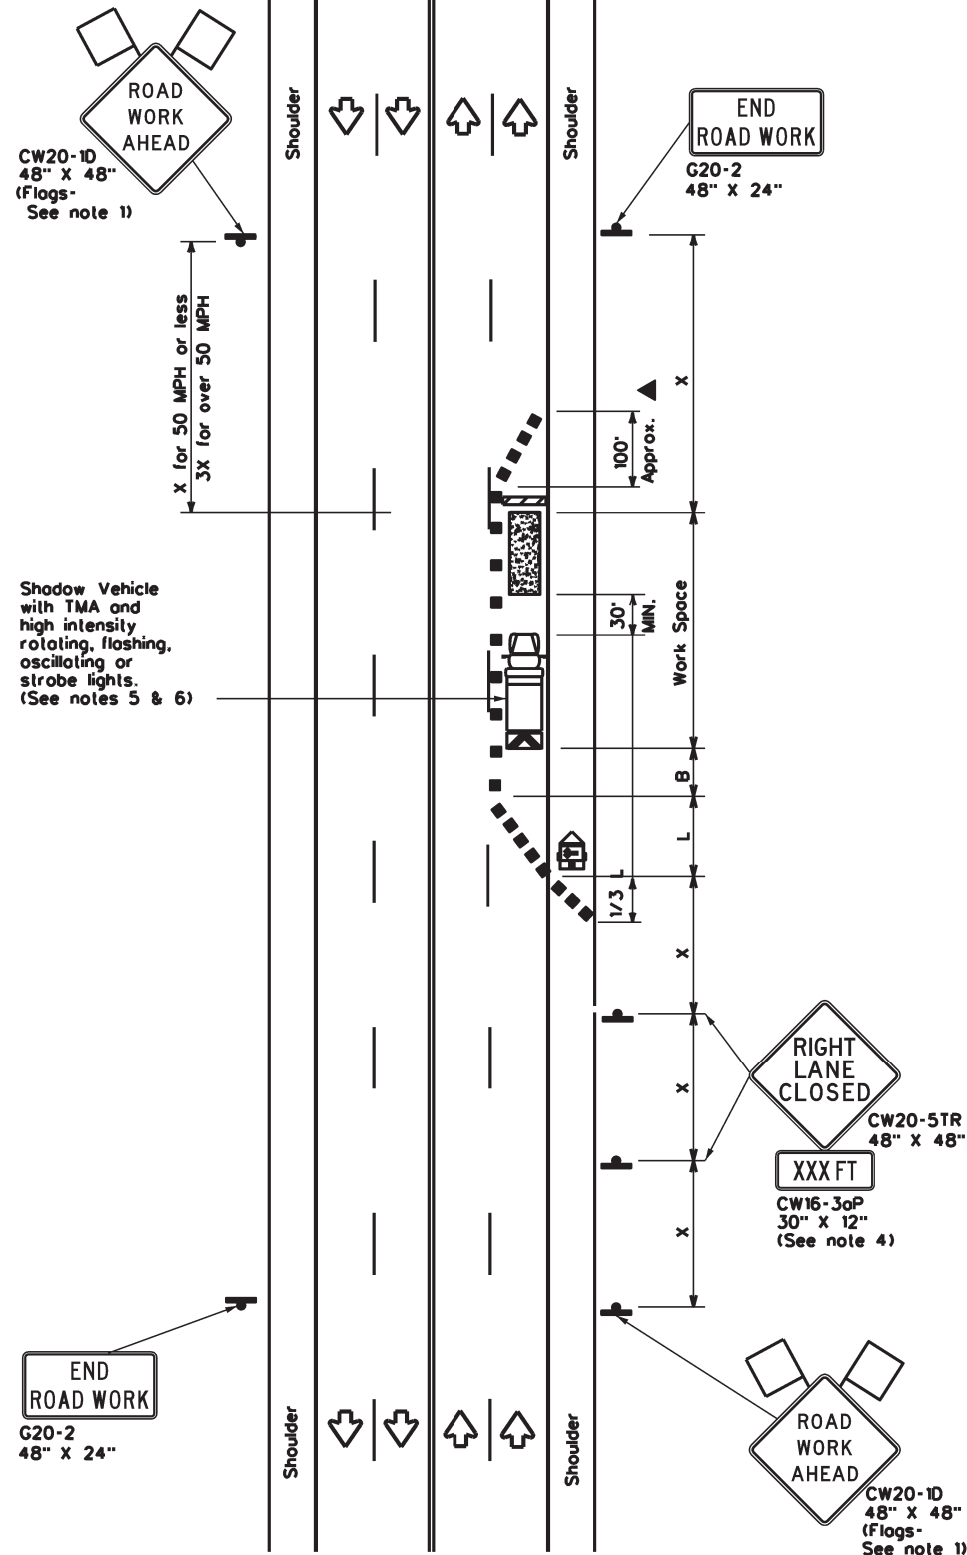 ROAD
WORK
AHEAD
CW20-1D
48" X 48"
(Flags-
See note 1)
Shoulder
Shoulder
END
ROAD WORK
G20-2
48" X 24"
X for 50 MPH or less
3X for over 50 MPH
X
100'
Approx.
Shadow Vehicle
with TMA and
high intensity
rotating, flashing,
oscillating or
strobe lights.
(See notes 5 & 6)
30'
MIN.
Work Space
B
L
1/3 L
X
RIGHT
LANE
CLOSED
CW20-5TR
48" X 48"
XXX FT
CW16-3aP
30" X 12"
(See note 4)
X
X
END
ROAD WORK
G20-2
48" X 24"
Shoulder
Shoulder
ROAD
WORK
AHEAD
CW20-1D
48" X 48"
(Flags-
See note 1)